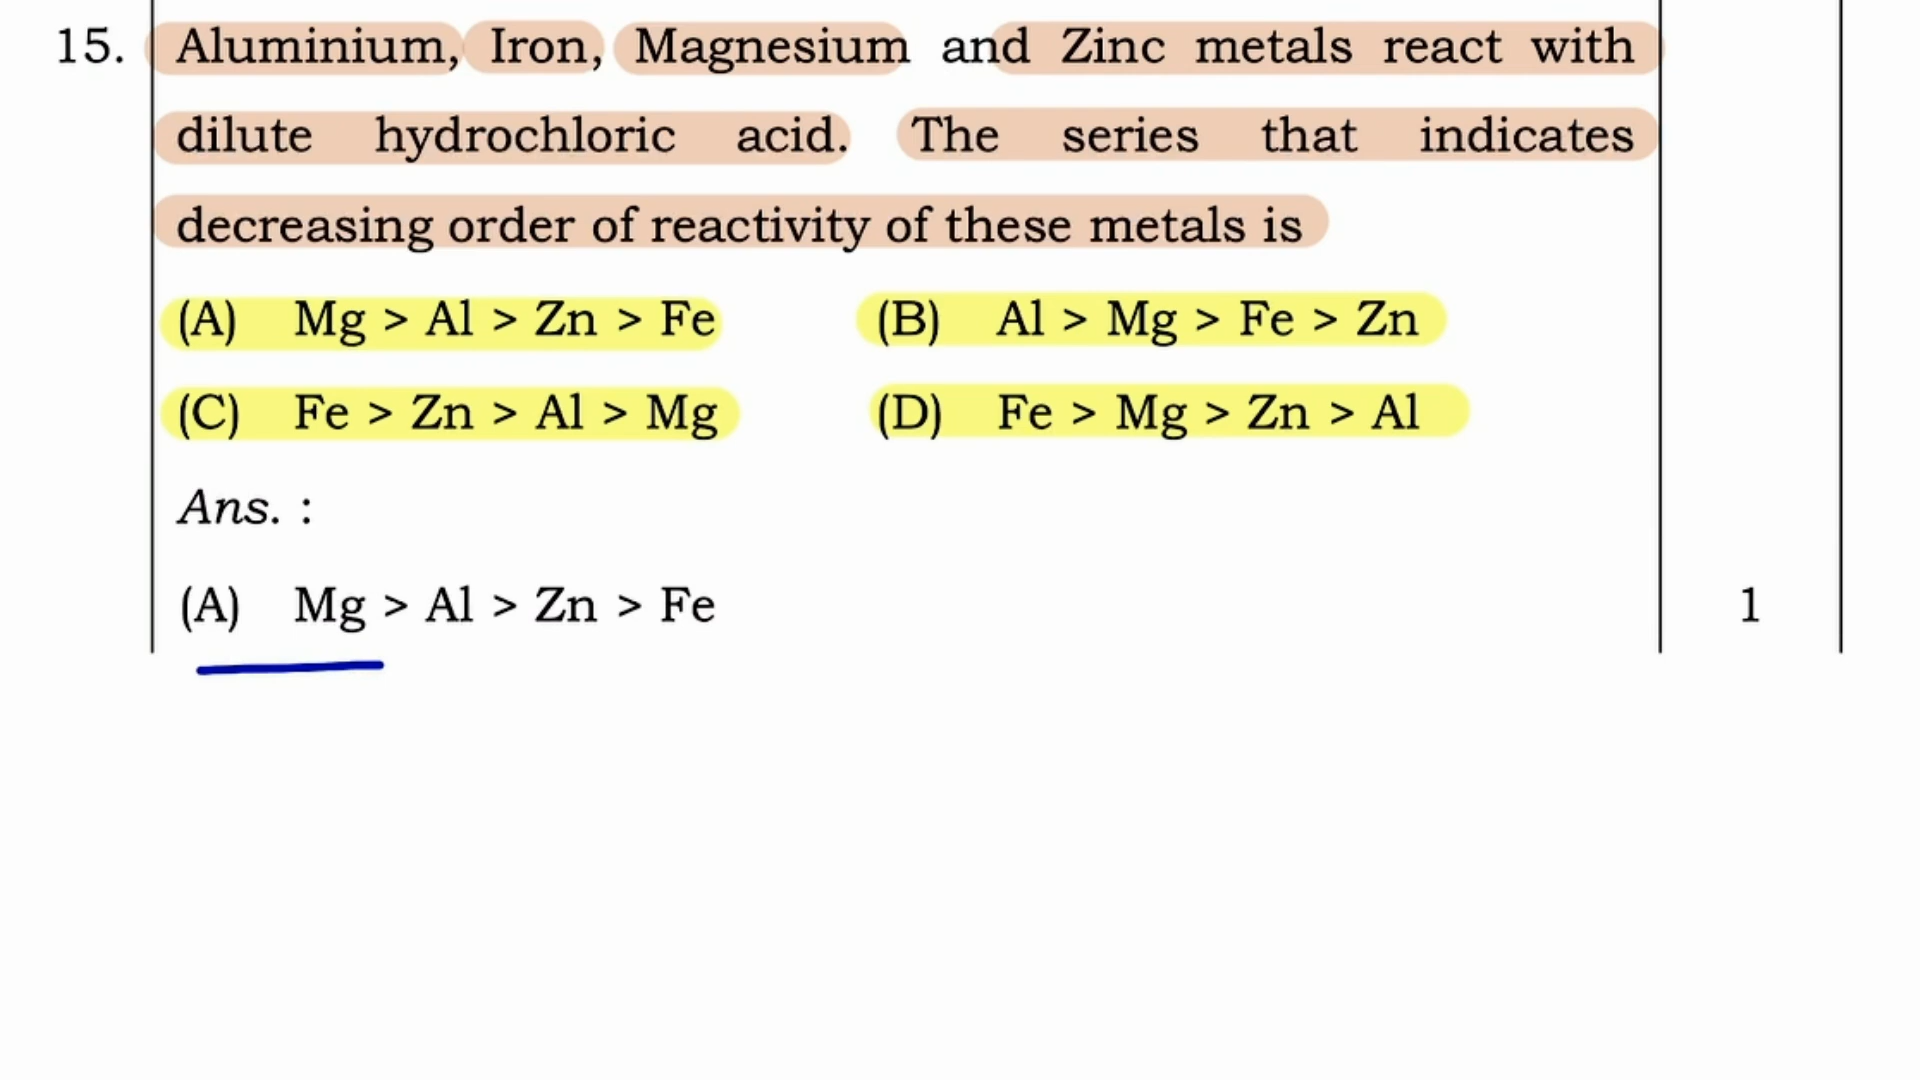 15. Aluminium, Iron, Magnesium and Zinc metals react with
dilute hydrochloric acid. The series that indicates
decreasing order of reactivity of these metals is
(A) Mg > Al > Zn > Fe (B) Al > Mg > Fe > Zn
(C) Fe > Zn > Al > Mg (D) Fe > Mg > Zn > Al
Ans. :
(A) Mg > Al > Zn > Fe 1